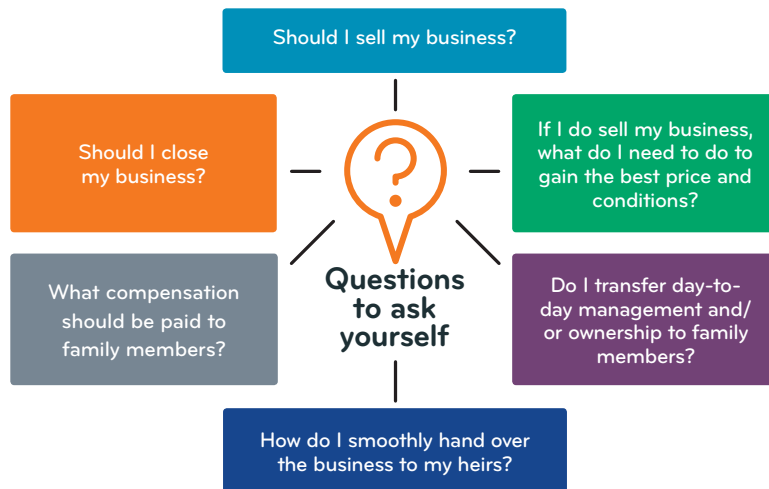 Should I sell my business?
Should I close
my business?
If I do sell my business,
what do I need to do to
gain the best price and
conditions?
?
Questions
to ask
yourself
What compensation
should be paid to
family members?
Do I transfer day-to-
day management and/
or ownership to family
members?
How do I smoothly hand over
the business to my heirs?